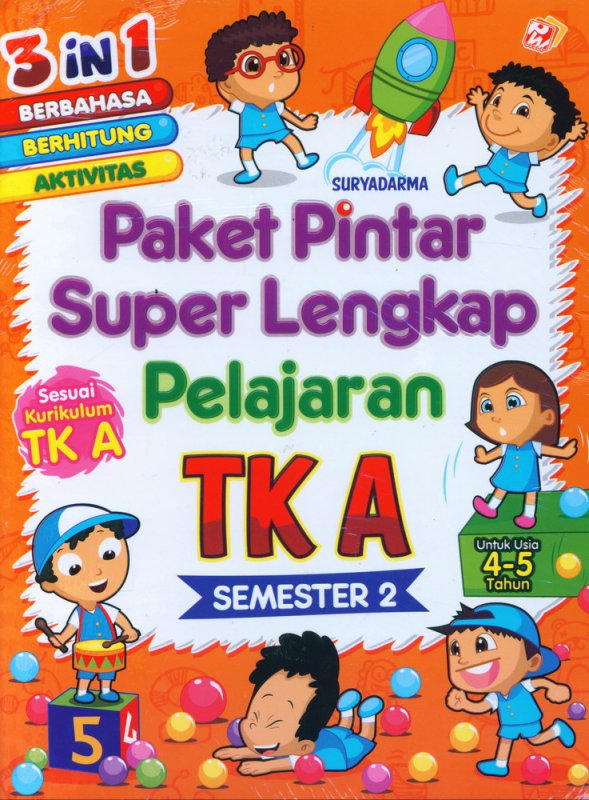 3 iN 1
BERBAHASA
BERHITUNG
AKTIVITAS
SURYADARMA
Paket Pintar
Super Lengkap
Pelajaran
Sesuai
Kurikulum
TK A
TK A
SEMESTER 2
Untuk Usia
4-5
Tahun
5
4